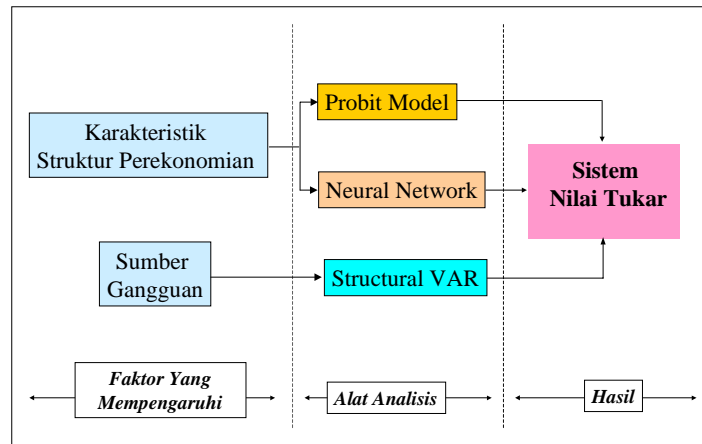 Probit Model
Karakteristik
Struktur Perekonomian
Sistem
Nilai Tukar
Neural Network
Sumber
Gangguan
Structural VAR
Faktor Yang
Mempengaruhi
Alat Analisis
Hasil